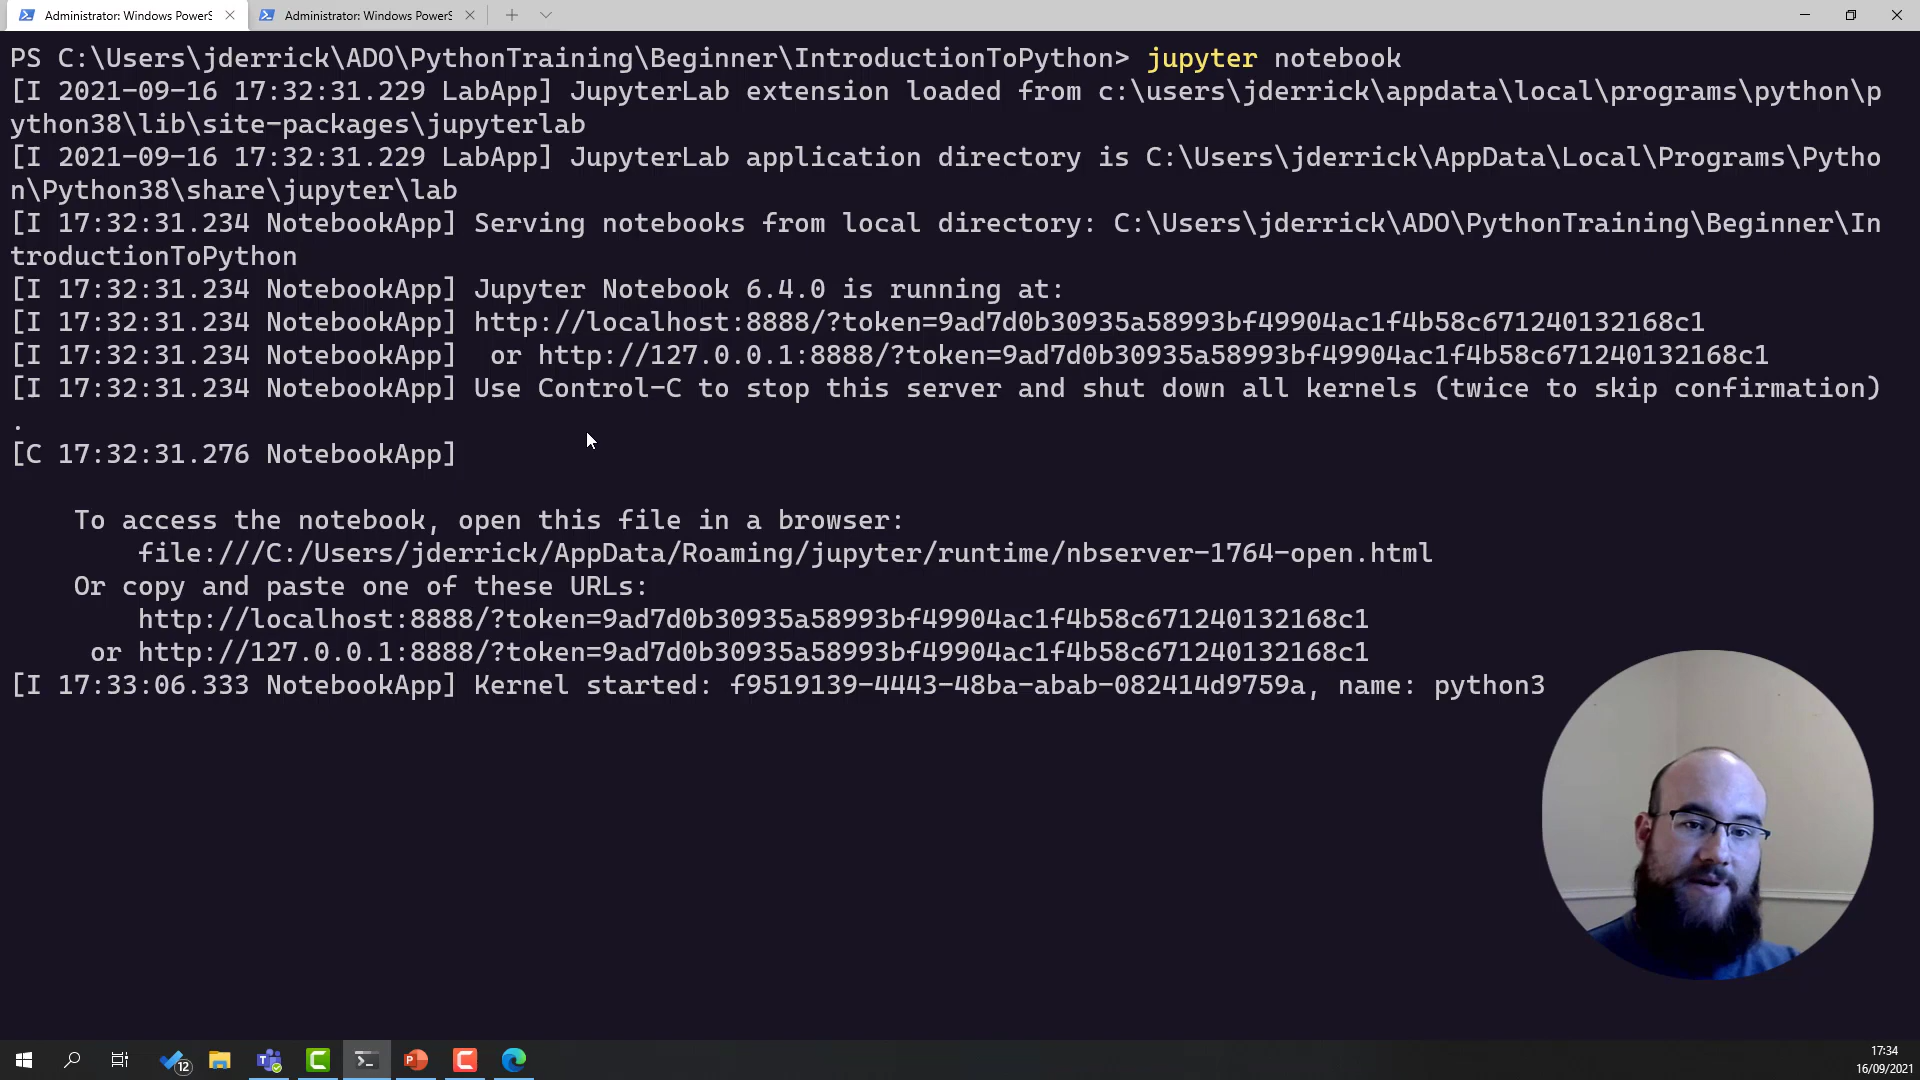 Administrator: Windows PowerS
Administrator: Windows PowerS
PS C:\Users\jderrick\ADO\PythonTraining\Beginner\IntroductionToPython> jupyter notebook
[I 2021-09-16 17:32:31.229 LabApp] JupyterLab extension loaded from c:\users\jderrick\appdata\local\programs\python\p
ython38\lib\site-packages\jupyterlab
[I 2021-09-16 17:32:31.229 LabApp] JupyterLab application directory is C:\Users\jderrick\AppData\Local\Programs\Pytho
n\Python38\share\jupyter\lab
[I 17:32:31.234 NotebookApp] Serving notebooks from local directory: C:\Users\jderrick\ADO\PythonTraining\Beginner\In
troductionToPython
[I 17:32:31.234 NotebookApp] Jupyter Notebook 6.4.0 is running at:
[I 17:32:31.234 NotebookApp] http://localhost:8888/?token=9ad7d0b30935a58993bf49904ac1f4b58c671240132168c1
[I 17:32:31.234 NotebookApp]  or http://127.0.0.1:8888/?token=9ad7d0b30935a58993bf49904ac1f4b58c671240132168c1
[I 17:32:31.234 NotebookApp] Use Control-C to stop this server and shut down all kernels (twice to skip confirmation)
.
[C 17:32:31.276 NotebookApp]
To access the notebook, open this file in a browser:
file:///C:/Users/jderrick/AppData/Roaming/jupyter/runtime/nbserver-1764-open.html
Or copy and paste one of these URLs:
http://localhost:8888/?token=9ad7d0b30935a58993bf49904ac1f4b58c671240132168c1
or http://127.0.0.1:8888/?token=9ad7d0b30935a58993bf49904ac1f4b58c671240132168c1
[I 17:33:06.333 NotebookApp] Kernel started: f9519139-4443-48ba-abab-082414d9759a, name: python3
12
17:34
16/09/2021